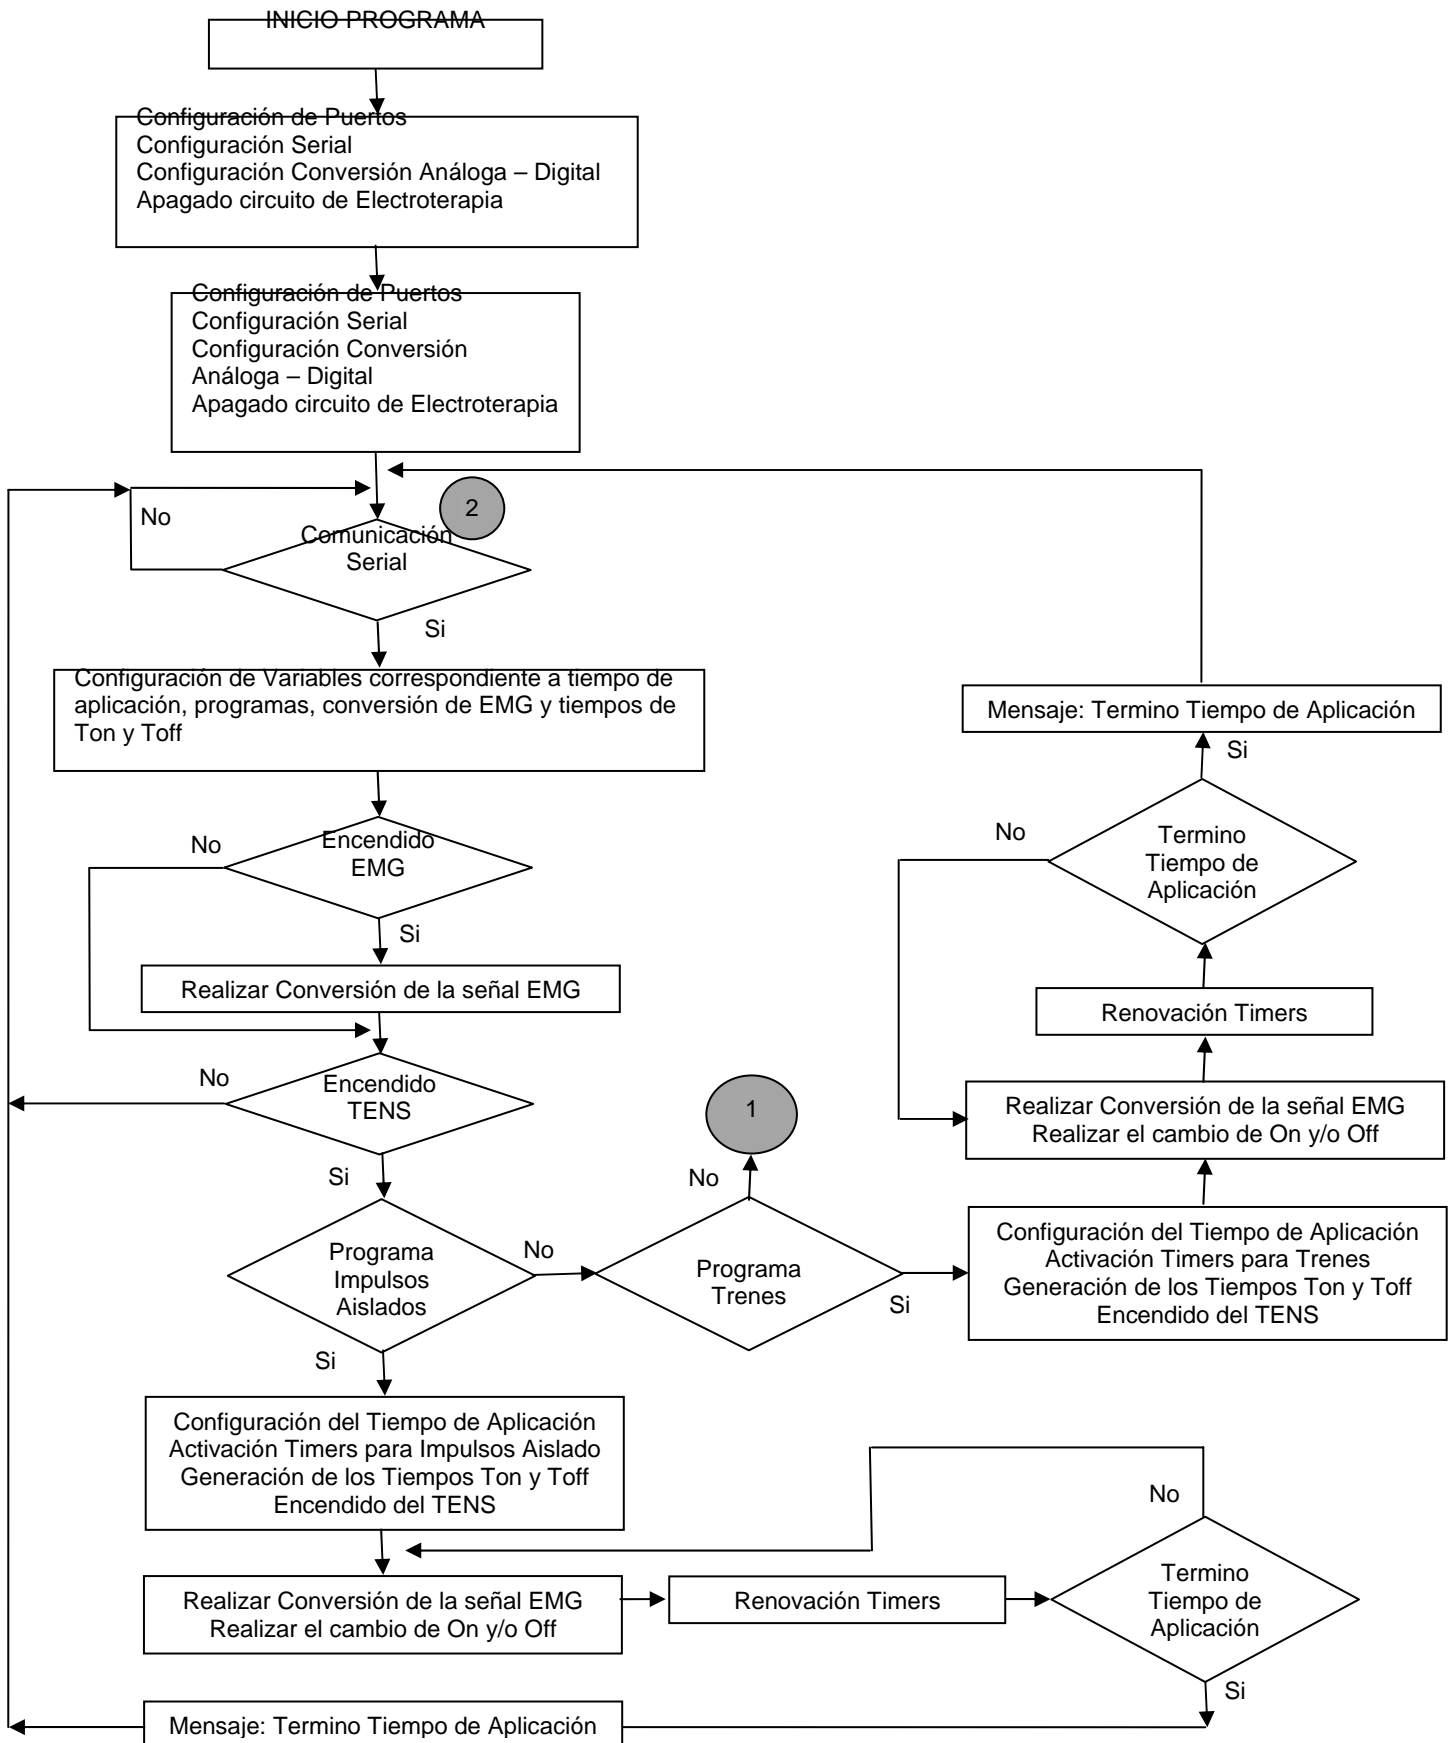 INICIO PROGRAMA
Configuración de Puertos
Configuración Serial
Configuración Conversión Análoga – Digital
Apagado circuito de Electroterapia
Configuración de Puertos
Configuración Serial
Configuración Conversión
Análoga – Digital
Apagado circuito de Electroterapia
2
No
Comunicación
Serial
Si
Configuración de Variables correspondiente a tiempo de
aplicación, programas, conversión de EMG y tiempos de
Ton y Toff
No
Encendido
EMG
Si
Realizar Conversión de la señal EMG
No
Encendido
TENS
Si
Programa
Impulsos
Aislados
No
Si
Programa
Trenes
No
1
Si
Configuración del Tiempo de Aplicación
Activación Timers para Trenes
Generación de los Tiempos Ton y Toff
Encendido del TENS
Realizar Conversión de la señal EMG
Realizar el cambio de On y/o Off
Renovación Timers
Termino
Tiempo de
Aplicación
No
Si
Mensaje: Termino Tiempo de Aplicación
Configuración del Tiempo de Aplicación
Activación Timers para Impulsos Aislado
Generación de los Tiempos Ton y Toff
Encendido del TENS
Realizar Conversión de la señal EMG
Realizar el cambio de On y/o Off
Renovación Timers
Termino
Tiempo de
Aplicación
No
Si
Mensaje: Termino Tiempo de Aplicación